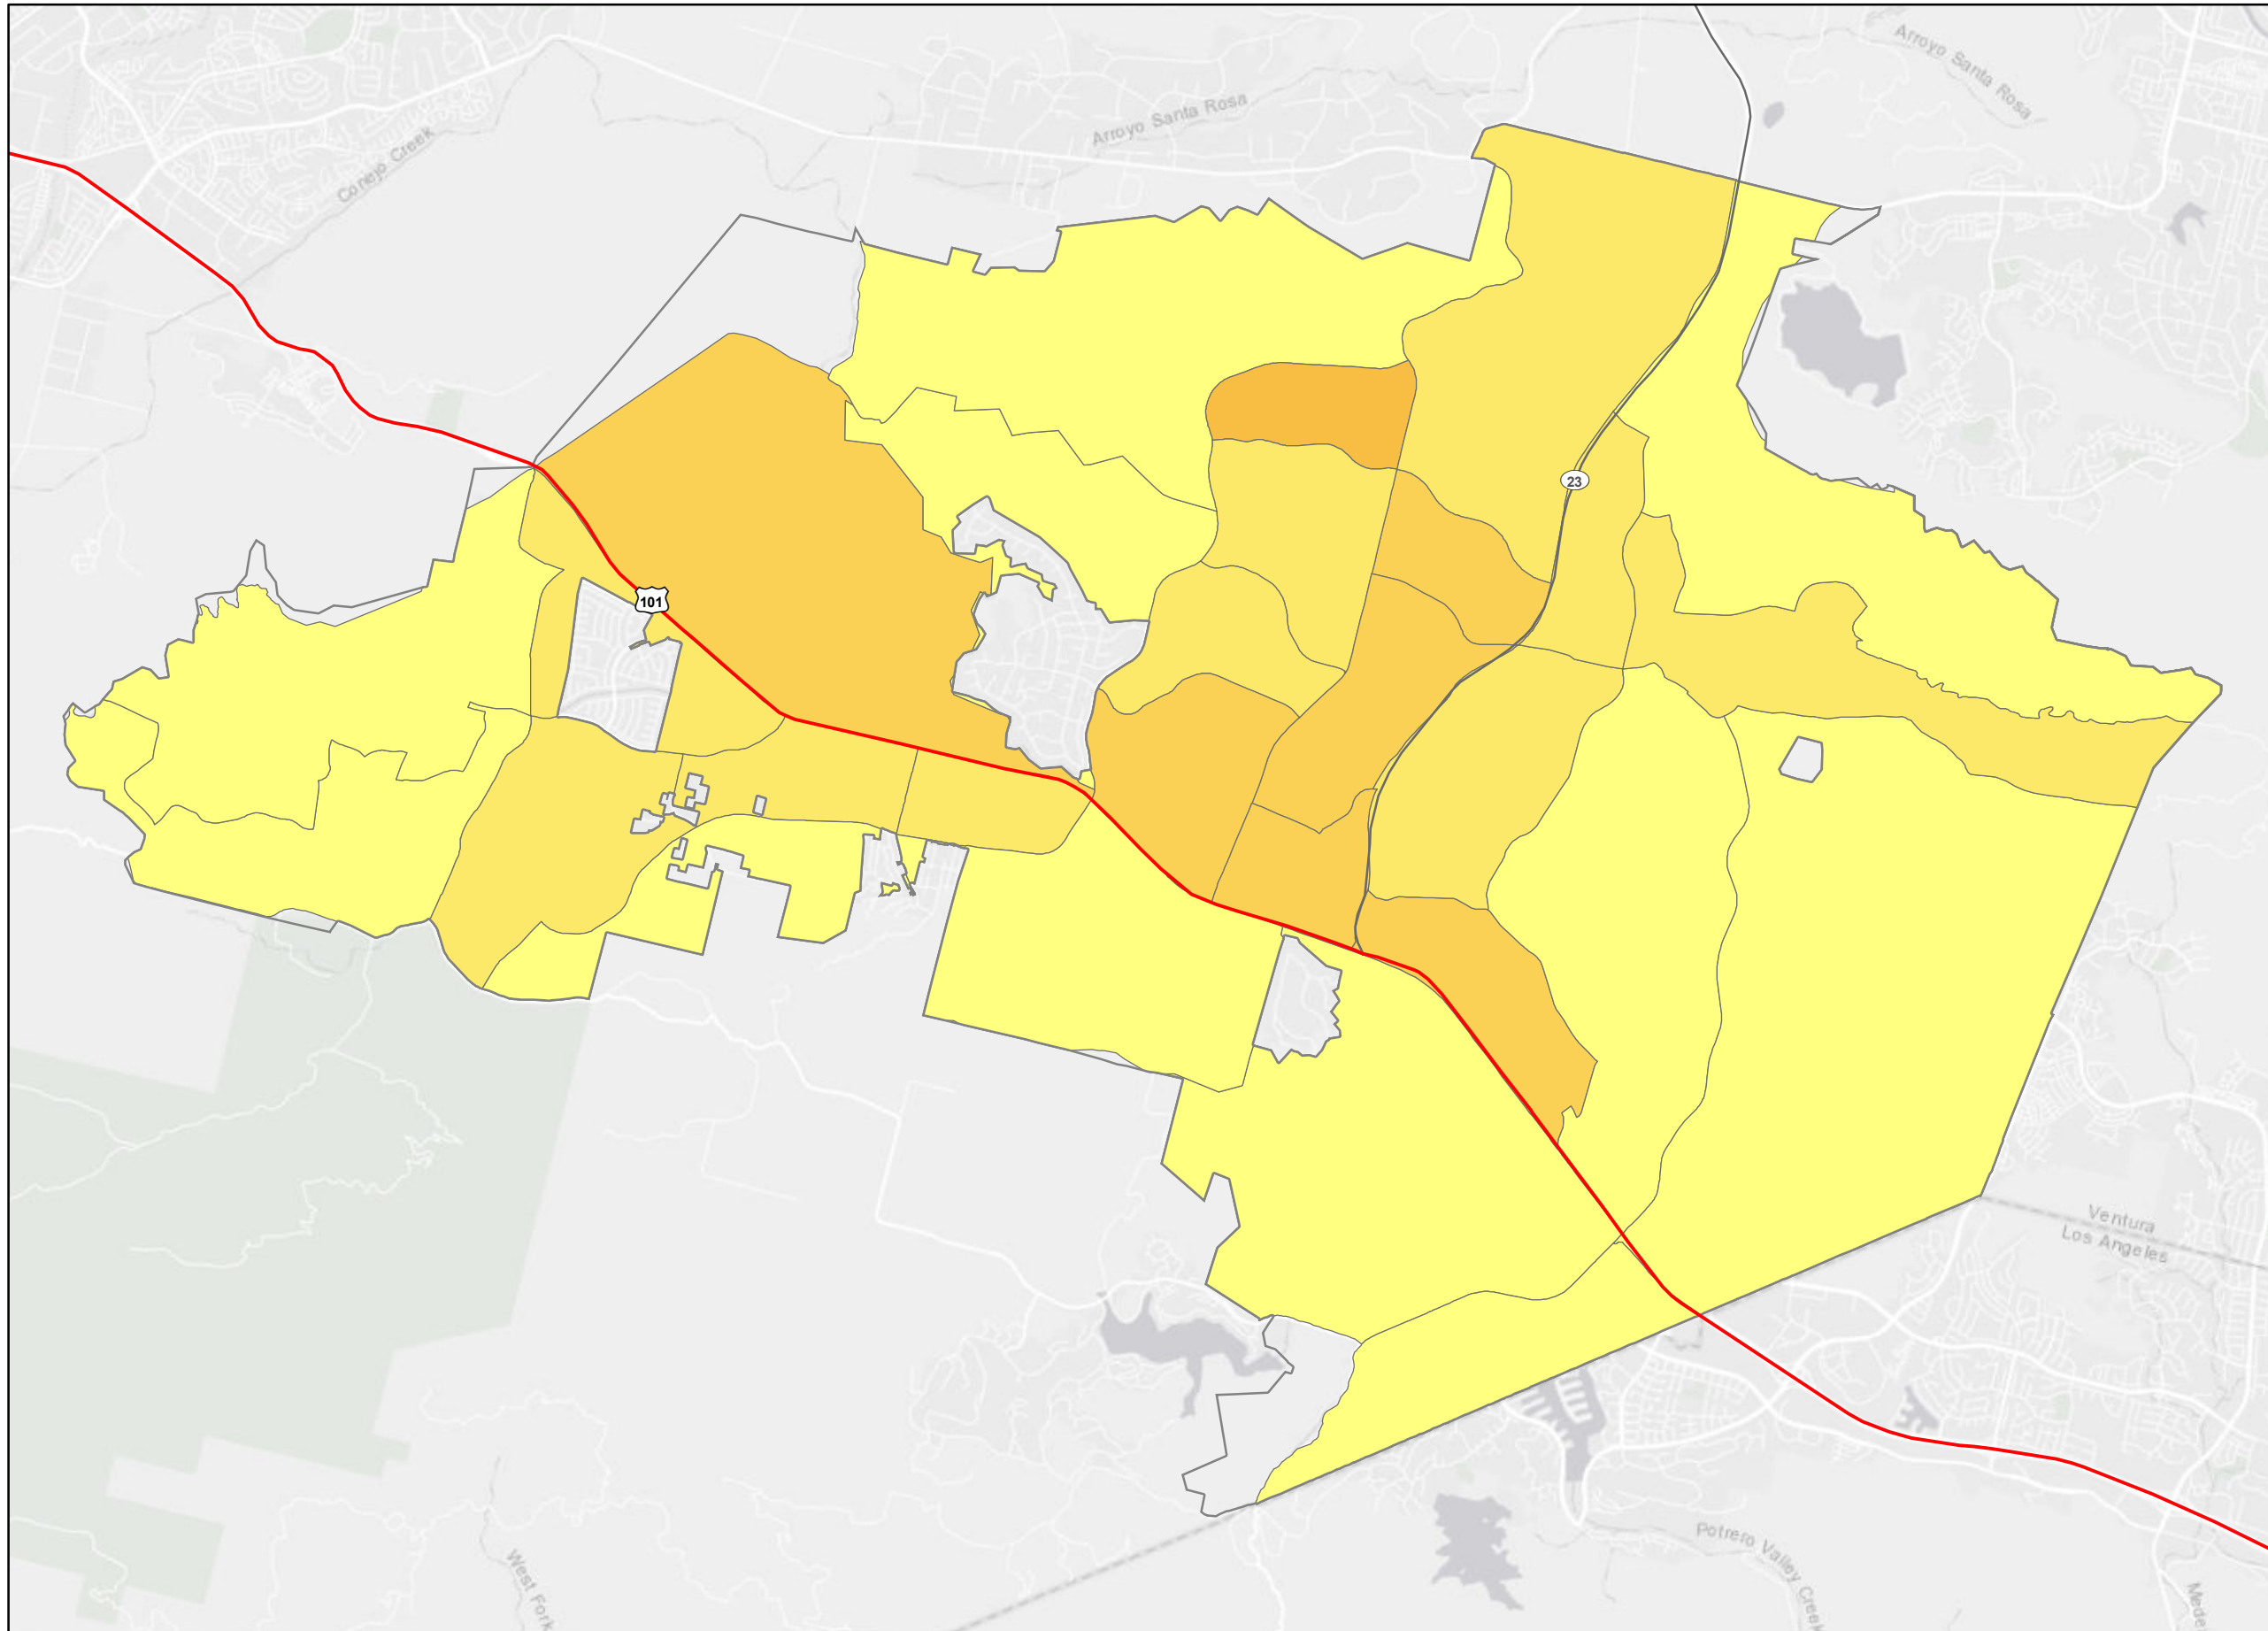 Arroyo Santa Rosa
Arroyo Santa Rosa
Conejo Creek
23
101
Ventura
Los Angeles
Potrero Valley Creek
West Fork